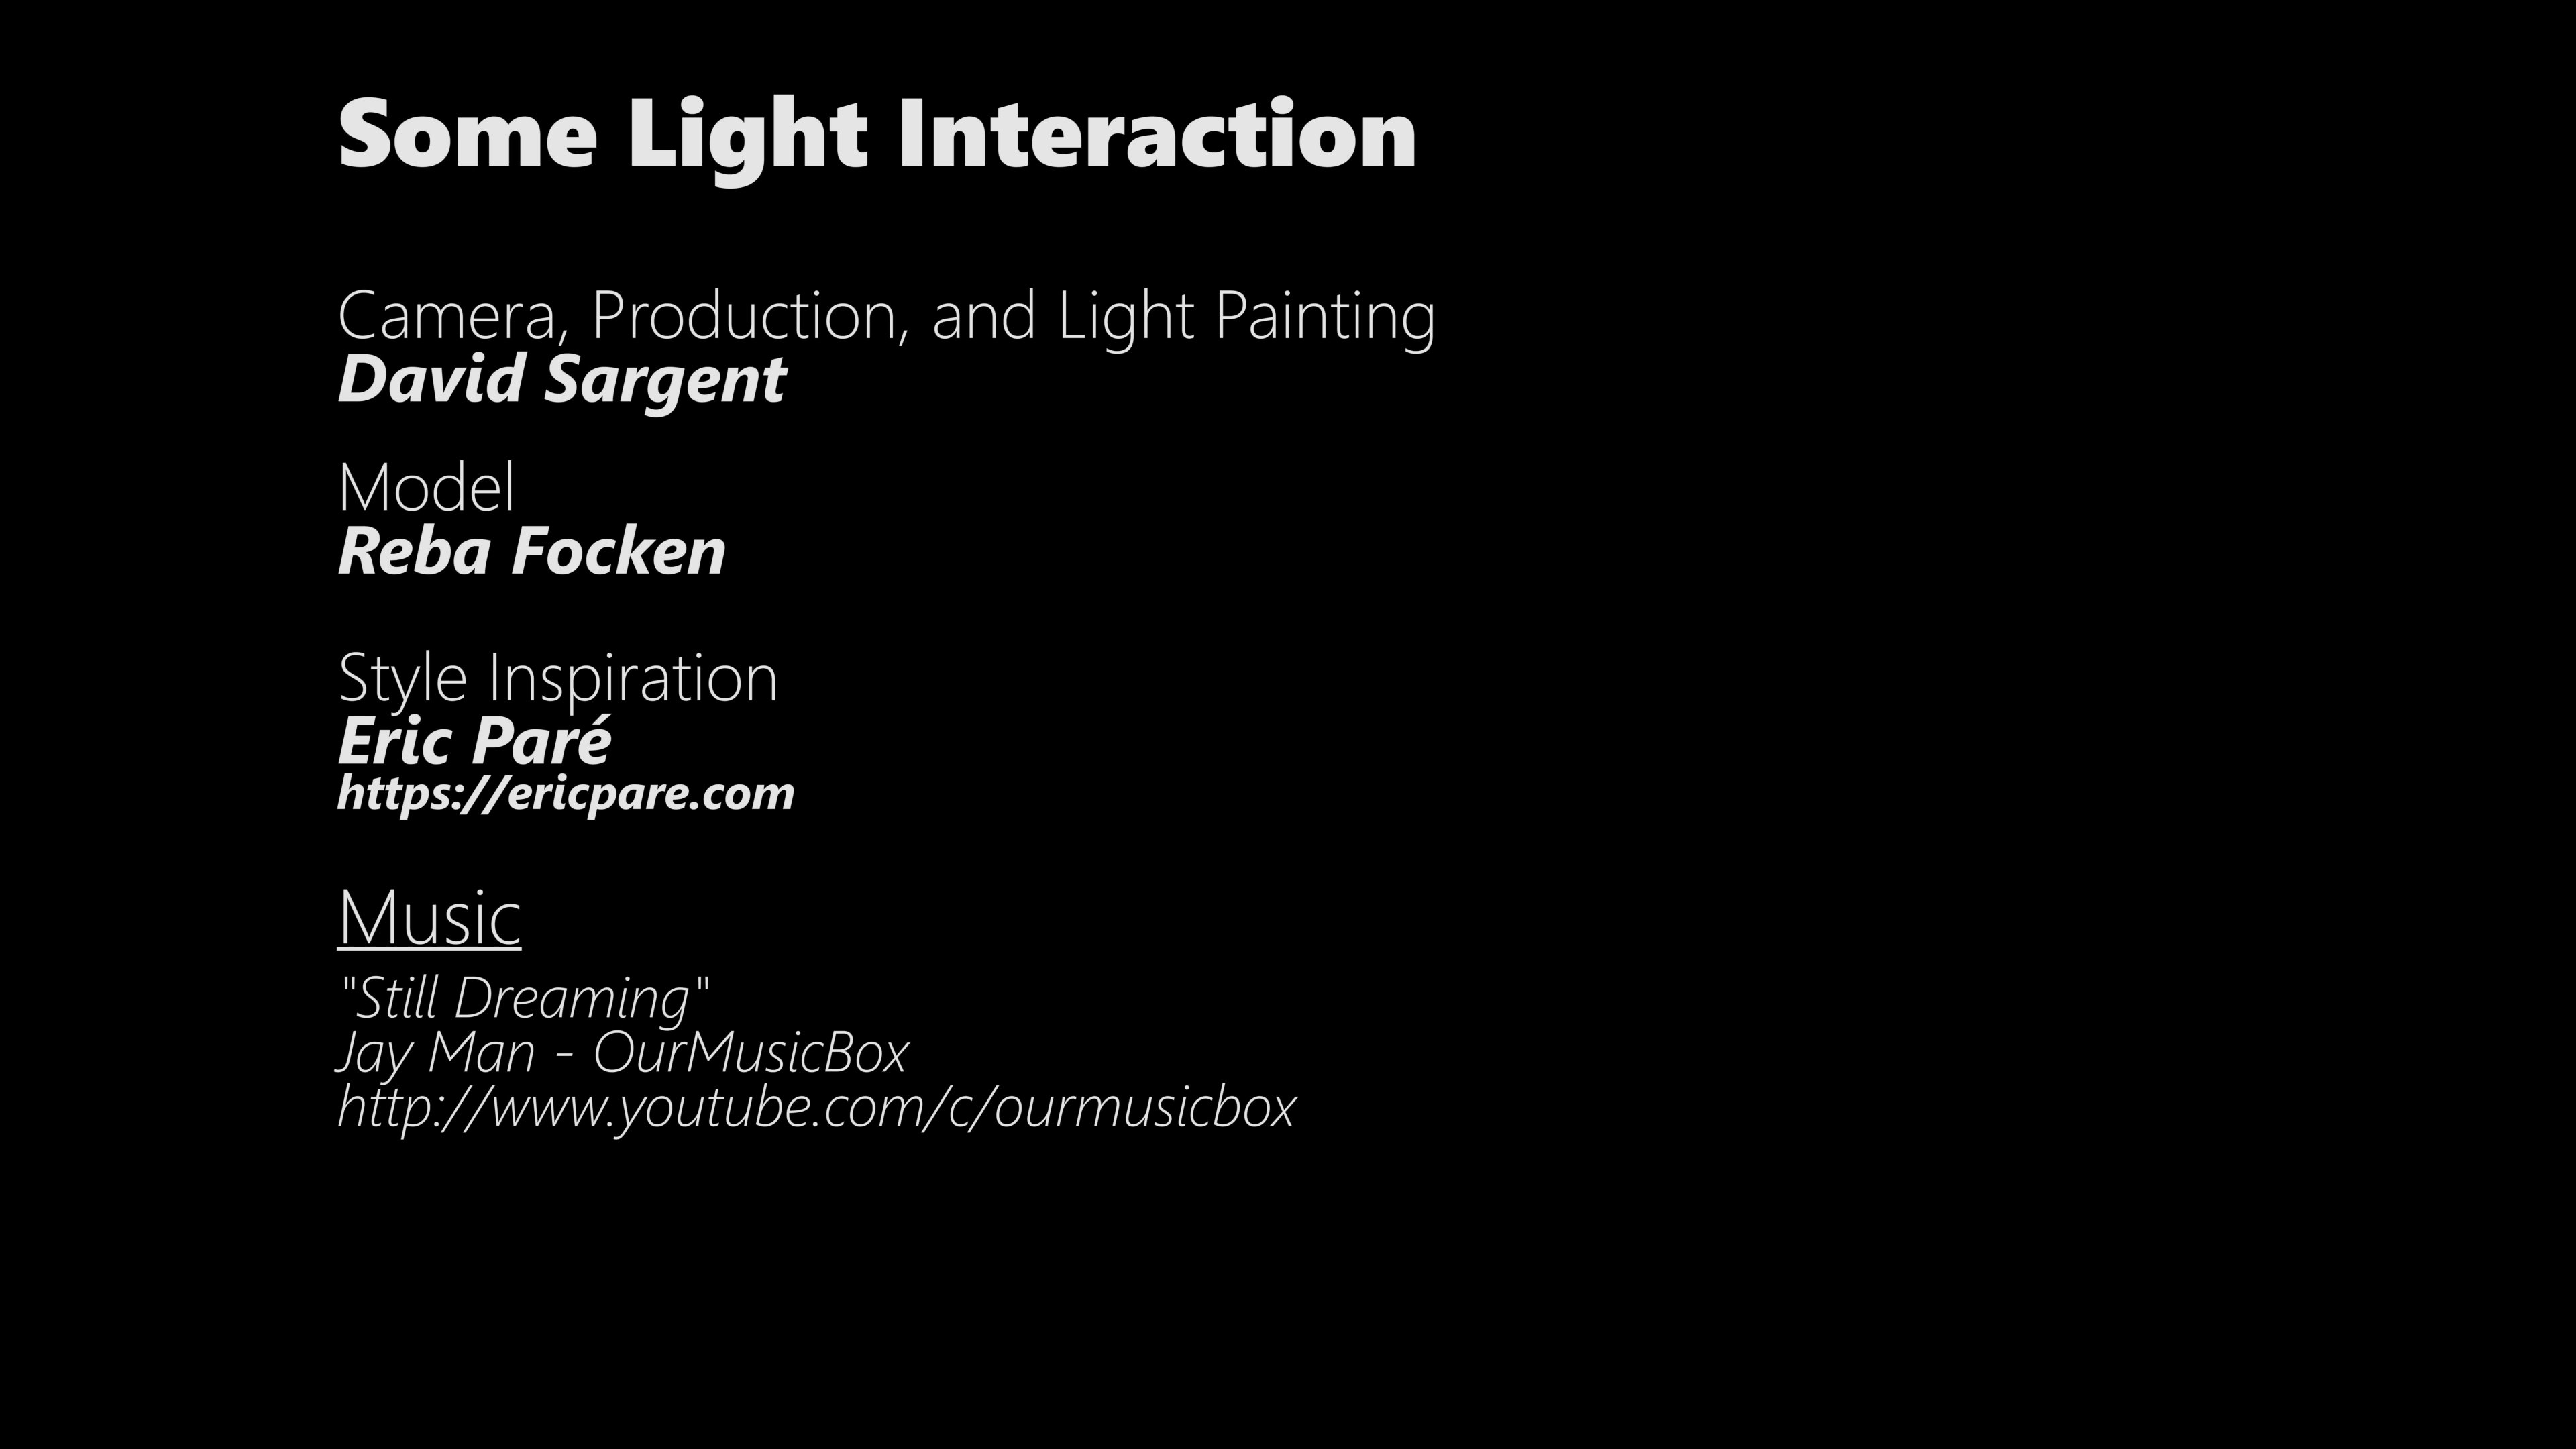 Some Light Interaction
Camera, Production, and Light Painting
David Sargent
Model
Reba Focken
Style Inspiration
Eric Paré
https://ericpare.com
Music
"Still Dreaming"
Jay Man - OurMusicBox
http://www.youtube.com/c/ourmusicbox